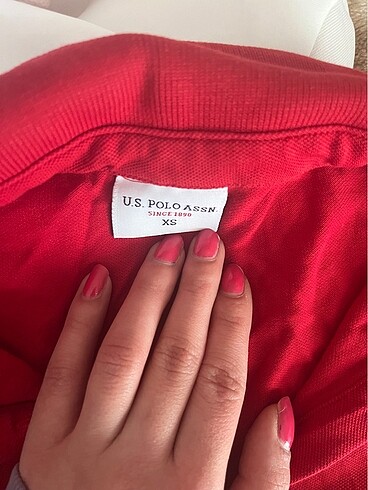 U.S. POLO ASSN.
SINCE 1890
XS